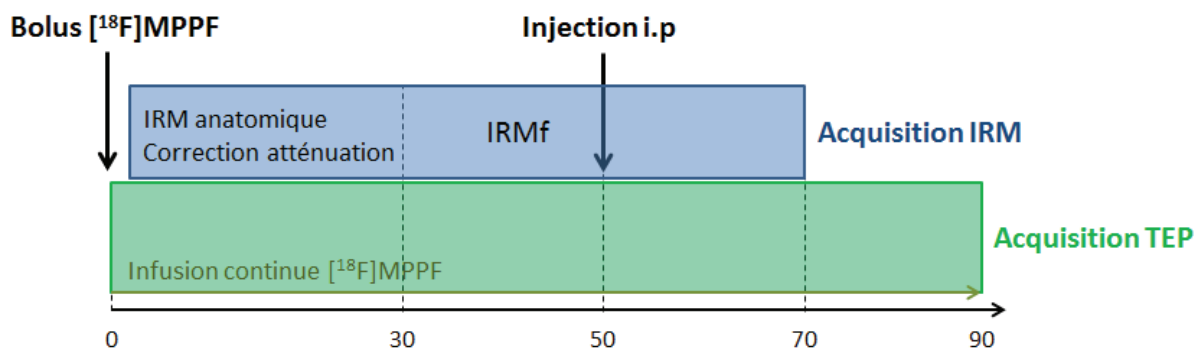 Bolus [¹⁸F]MPPF
Injection i.p
IRM anatomique
Correction atténuation
IRMf
Acquisition IRM
Acquisition TEP
Infusion continue [¹⁸F]MPPF
0 30 50 70 90